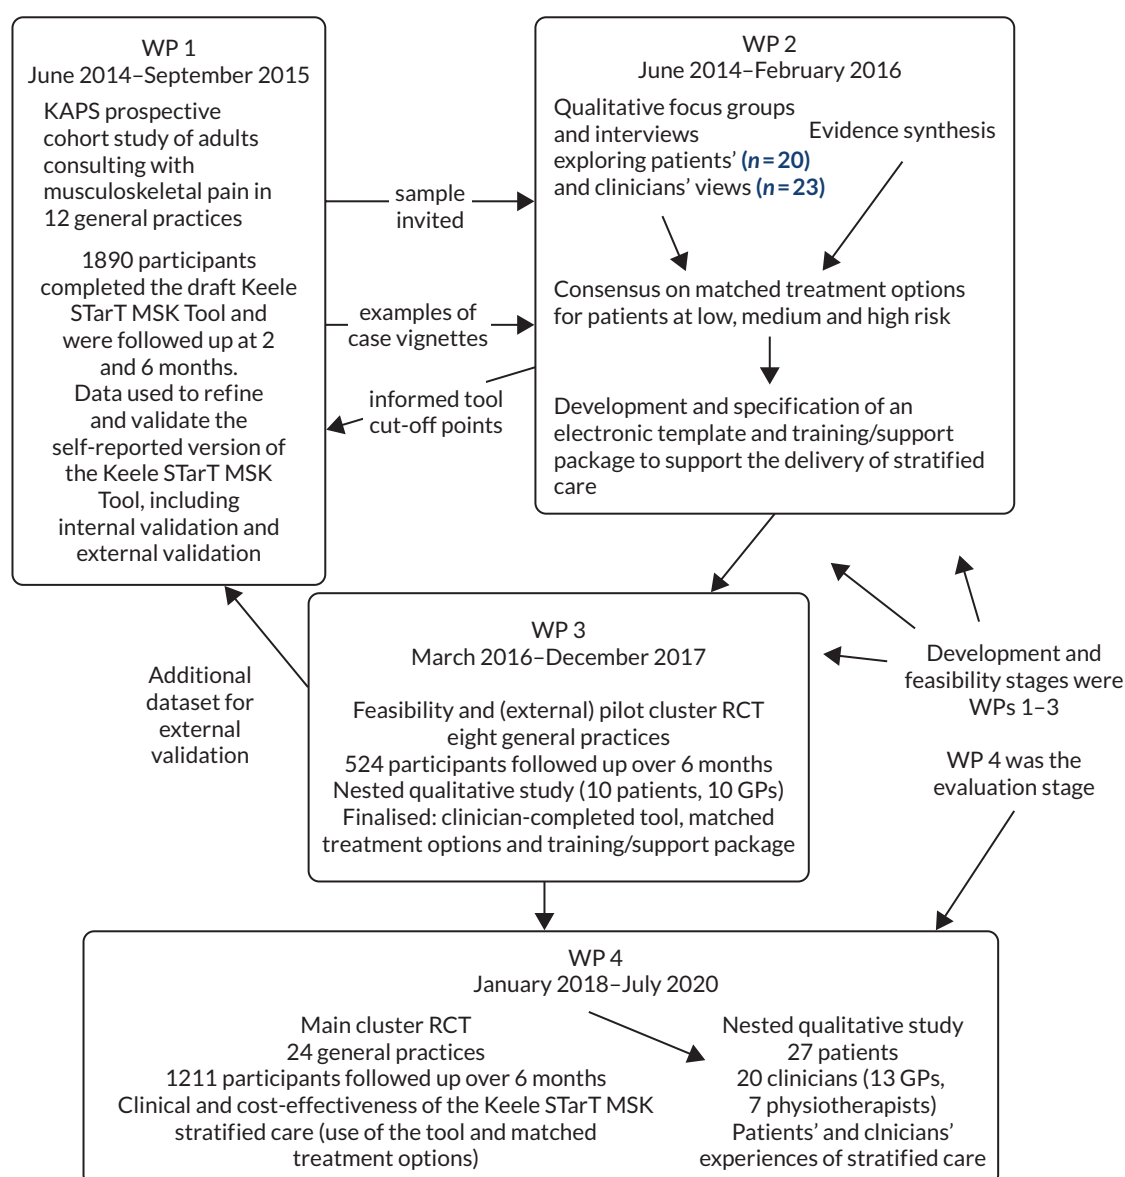 WP 1
June 2014–September 2015
KAPS prospective
cohort study of adults
consulting with
musculoskeletal pain in
12 general practices
1890 participants
completed the draft Keele
STarT MSK Tool and
were followed up at 2
and 6 months.
Data used to refine
and validate the
self-reported version of
the Keele STarT MSK
Tool, including
internal validation and
external validation
sample
invited
examples of
case vignettes
informed tool
cut-off points
WP 2
June 2014–February 2016
Qualitative focus groups
and interviews
exploring patients’ (n = 20)
and clinicians’ views (n = 23)
Evidence synthesis
Consensus on matched treatment options
for patients at low, medium and high risk
Development and specification of an
electronic template and training/support
package to support the delivery of stratified
care
Additional
dataset for
external
validation
WP 3
March 2016–December 2017
Feasibility and (external) pilot cluster RCT
eight general practices
524 participants followed up over 6 months
Nested qualitative study (10 patients, 10 GPs)
Finalised: clinician-completed tool, matched
treatment options and training/support package
Development and
feasibility stages were
WPs 1–3
WP 4 was the
evaluation stage
WP 4
January 2018–July 2020
Main cluster RCT
24 general practices
1211 participants followed up over 6 months
Clinical and cost-effectiveness of the Keele STarT MSK
stratified care (use of the tool and matched
treatment options)
Nested qualitative study
27 patients
20 clinicians (13 GPs,
7 physiotherapists)
Patients’ and clnicians’
experiences of stratified care